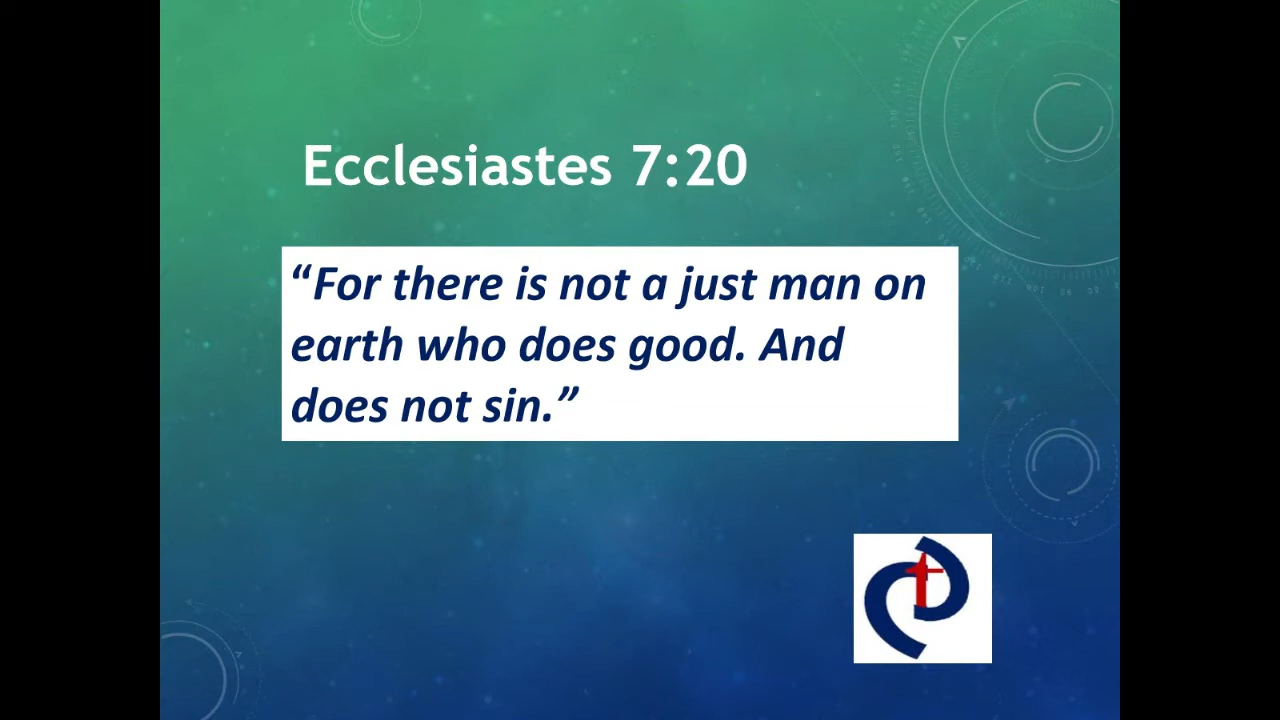 Ecclesiastes 7:20
“For there is not a just man on
earth who does good. And
does not sin.”